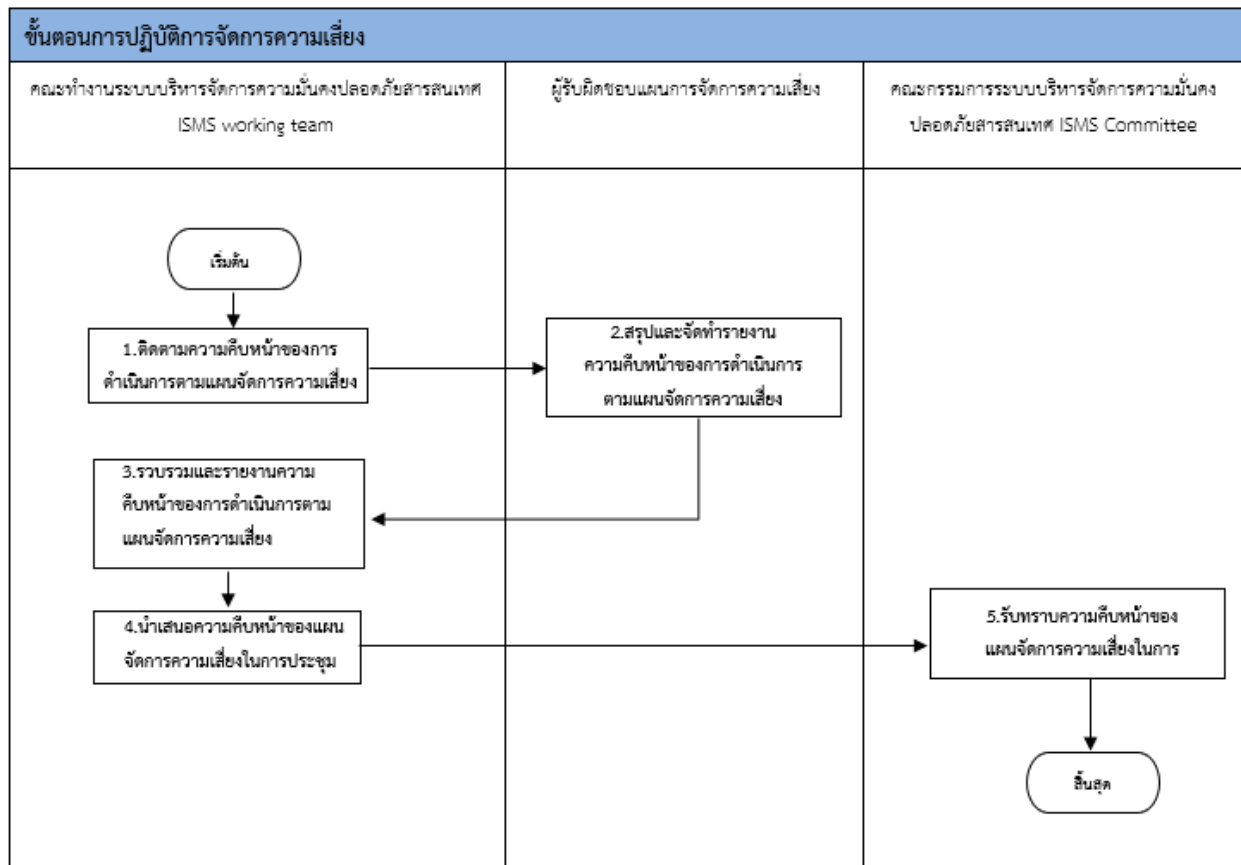 ขั้นตอนการปฏิบัติการจัดการความเสี่ยง
คณะทำงานระบบบริหารจัดการความมั่นคงปลอดภัยสารสนเทศ
ISMS working team
ผู้รับผิดชอบแผนการจัดการความเสี่ยง
คณะกรรมการระบบบริหารจัดการความมั่นคง
ปลอดภัยสารสนเทศ ISMS Committee
เริ่มต้น
1.ติดตามความคืบหน้าของการ
ดำเนินการตามแผนจัดการความเสี่ยง
2.สรุปและจัดทำรายงาน
ความคืบหน้าของการดำเนินการ
ตามแผนจัดการความเสี่ยง
3.รวบรวมและรายงานความ
คืบหน้าของการดำเนินการตาม
แผนจัดการความเสี่ยง
4.นำเสนอความคืบหน้าของแผน
จัดการความเสี่ยงในการประชุม
5.รับทราบความคืบหน้าของ
แผนจัดการความเสี่ยงในการ
สิ้นสุด